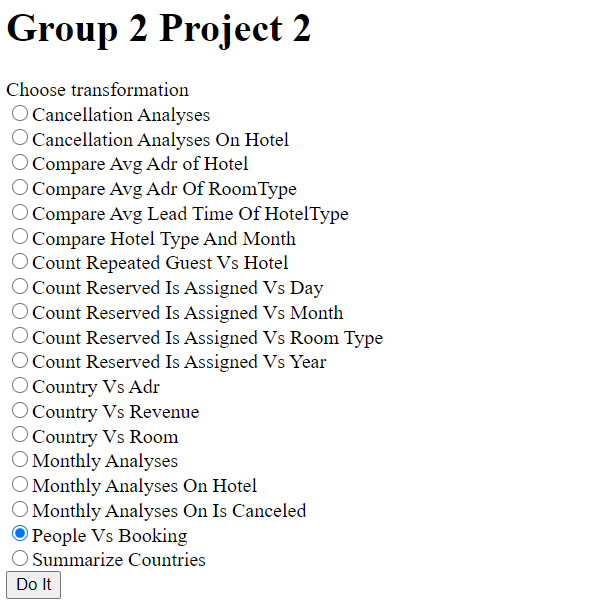 Group 2 Project 2
Choose transformation
Cancellation Analyses
Cancellation Analyses On Hotel
Compare Avg Adr of Hotel
Compare Avg Adr Of RoomType
Compare Avg Lead Time Of HotelType
Compare Hotel Type And Month
Count Repeated Guest Vs Hotel
Count Reserved Is Assigned Vs Day
Count Reserved Is Assigned Vs Month
Count Reserved Is Assigned Vs Room Type
Count Reserved Is Assigned Vs Year
Country Vs Adr
Country Vs Revenue
Country Vs Room
Monthly Analyses
Monthly Analyses On Hotel
Monthly Analyses On Is Canceled
People Vs Booking
Summarize Countries
Do It